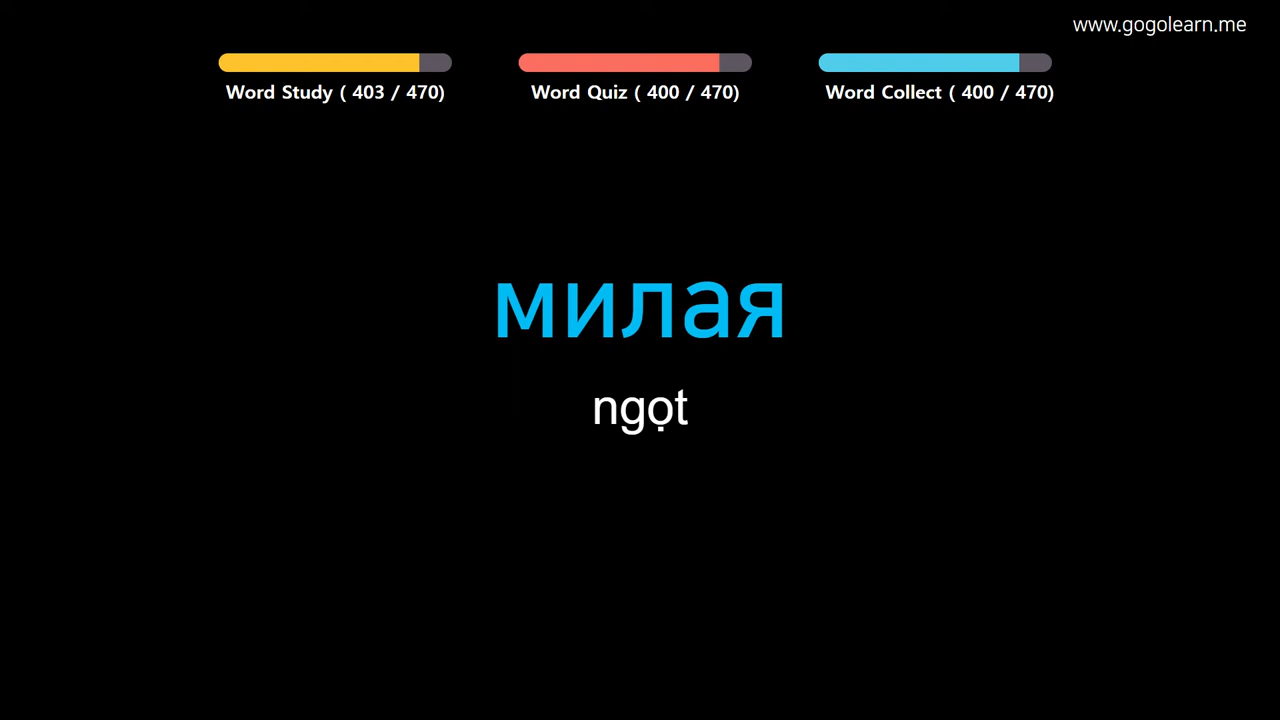 www.gogolearn.me
Word Study ( 403 / 470)
Word Quiz ( 400 / 470)
Word Collect ( 400 / 470)
милая
ngọt